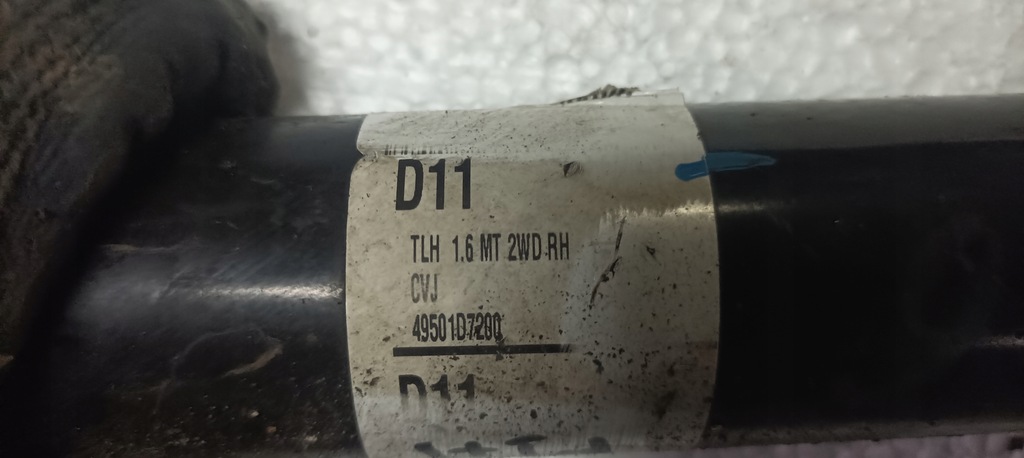 D11
TLH 1.6 MT 2WD RH
CVJ
49501D7200
D11